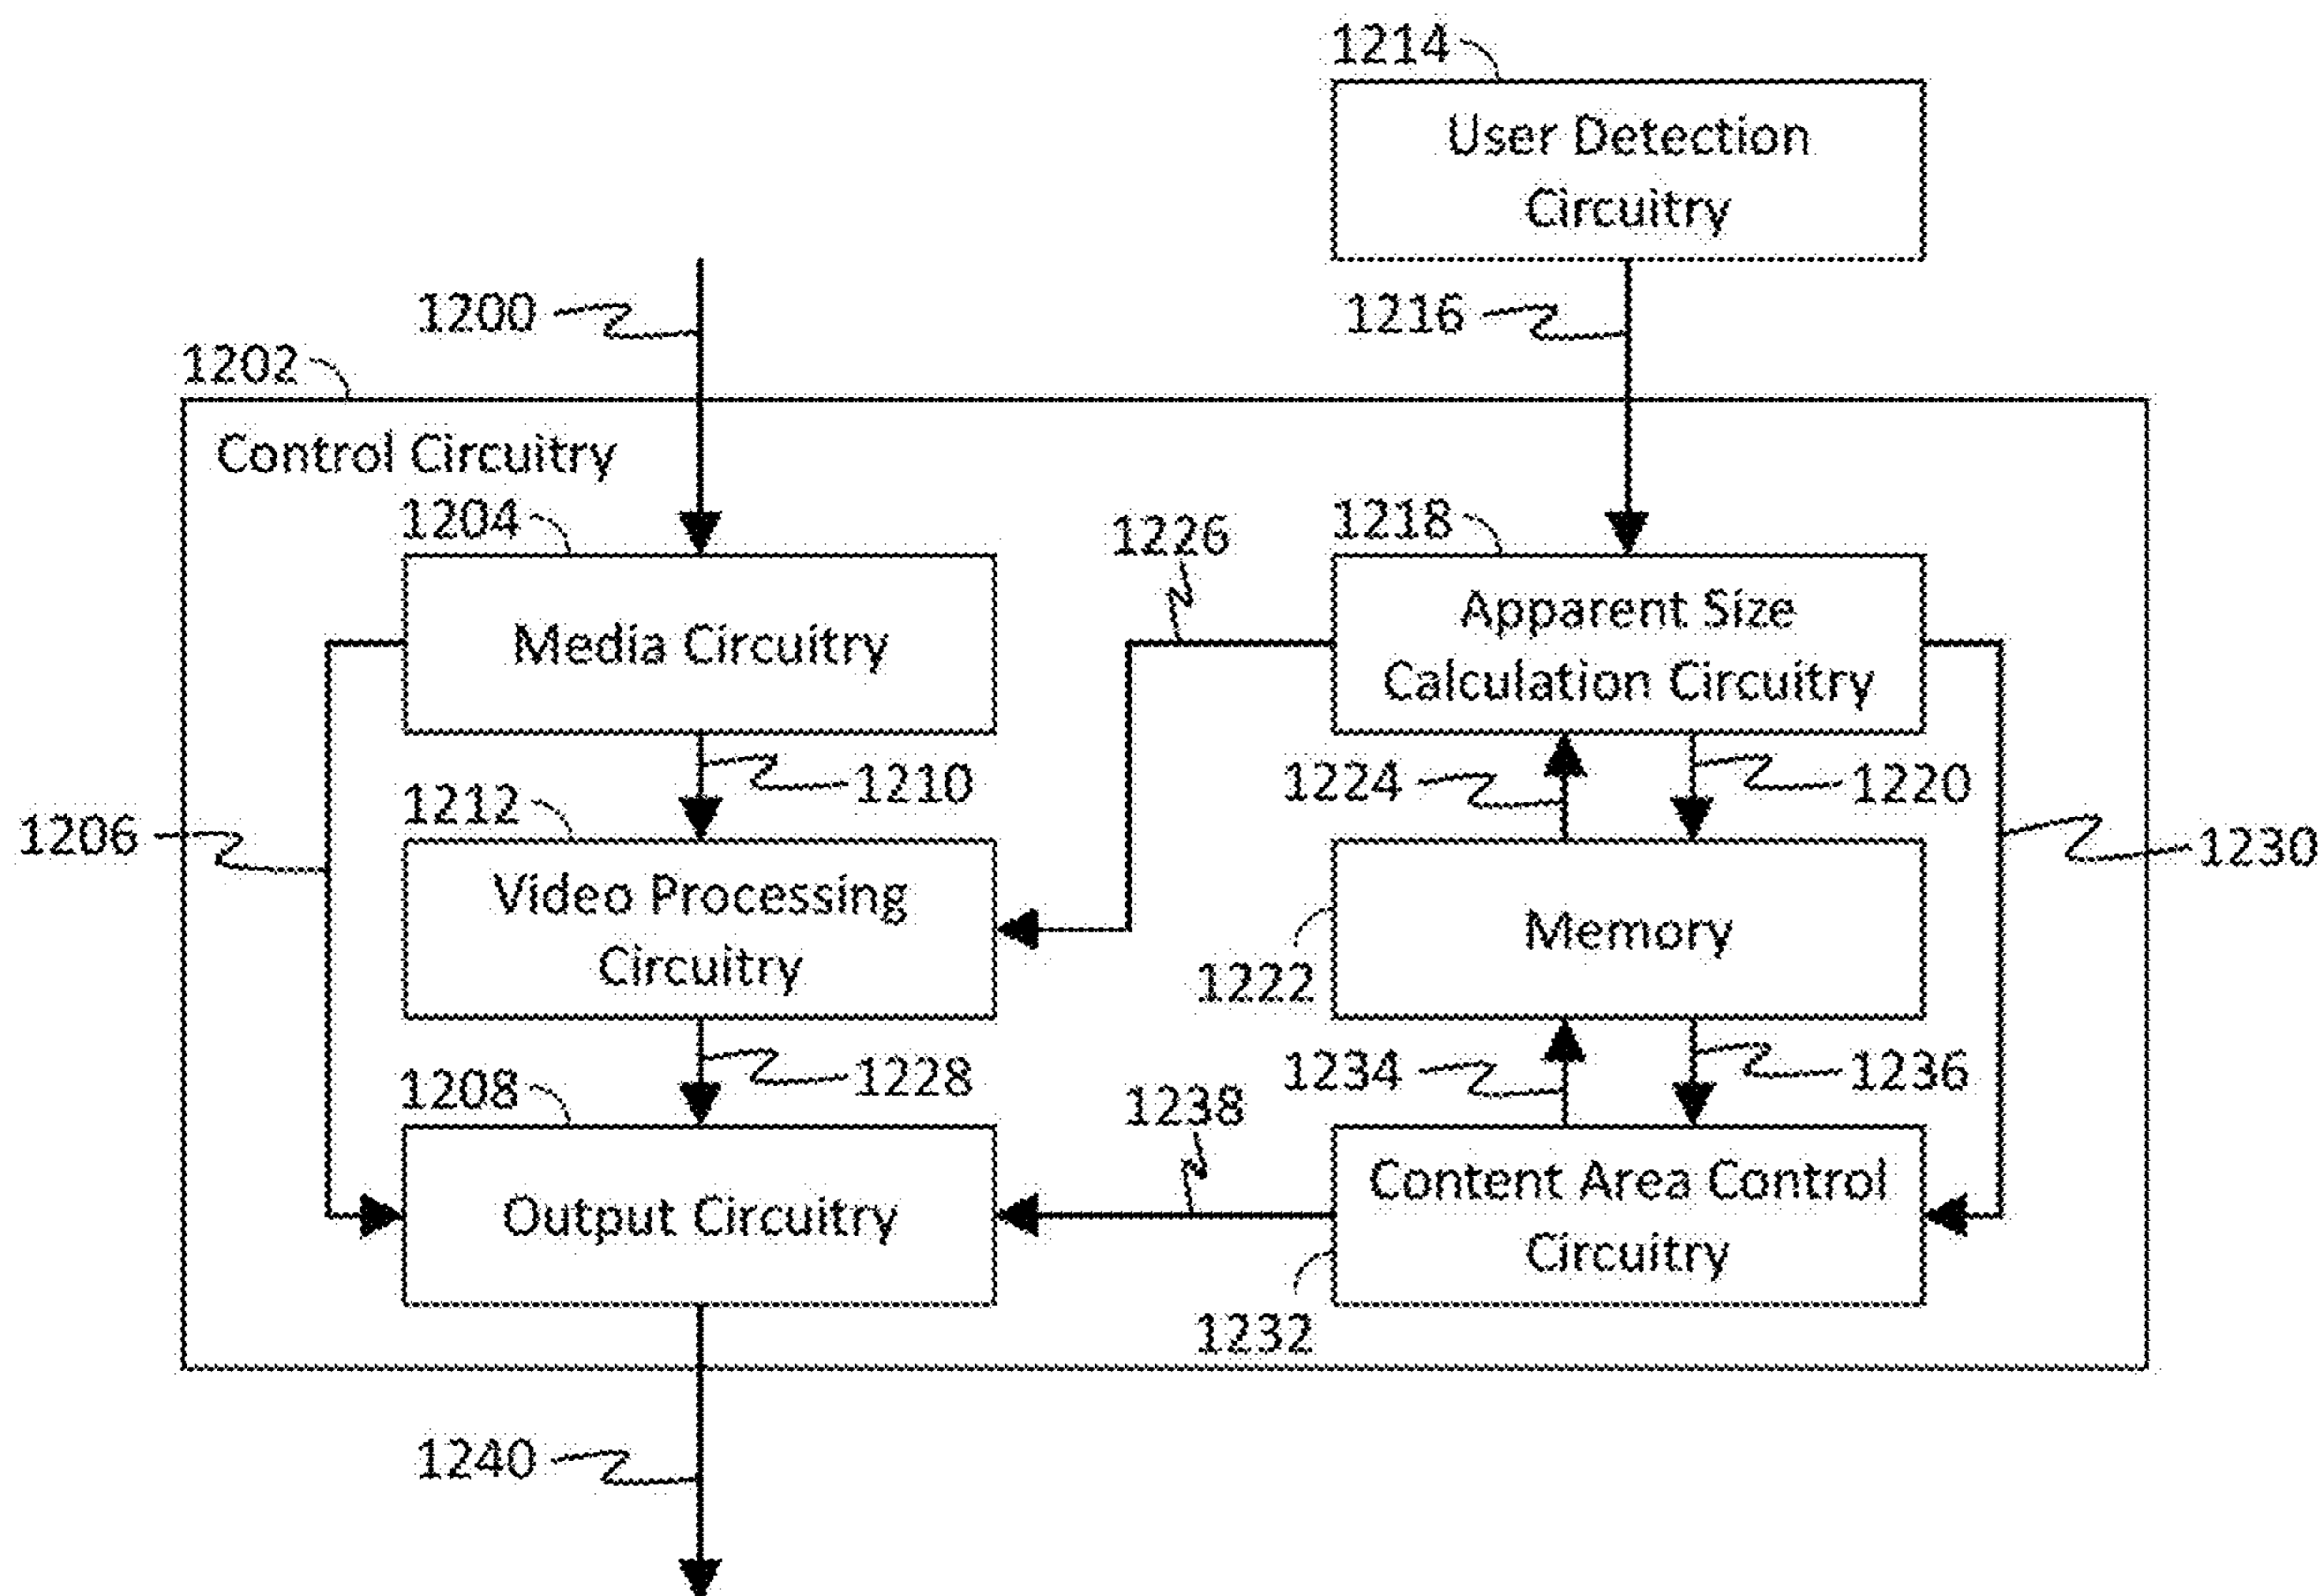 1214
User Detection
Circuitry
1200
1216
1202
Control Circuitry
1204
1226
1218
Media Circuitry
Apparent Size
Calculation Circuitry
1210
1224
1220
1212
1206
1230
Video Processing
Circuitry
Memory
1222
1228
1234
1236
1208
1238
Output Circuitry
Content Area Control
Circuitry
1232
1240